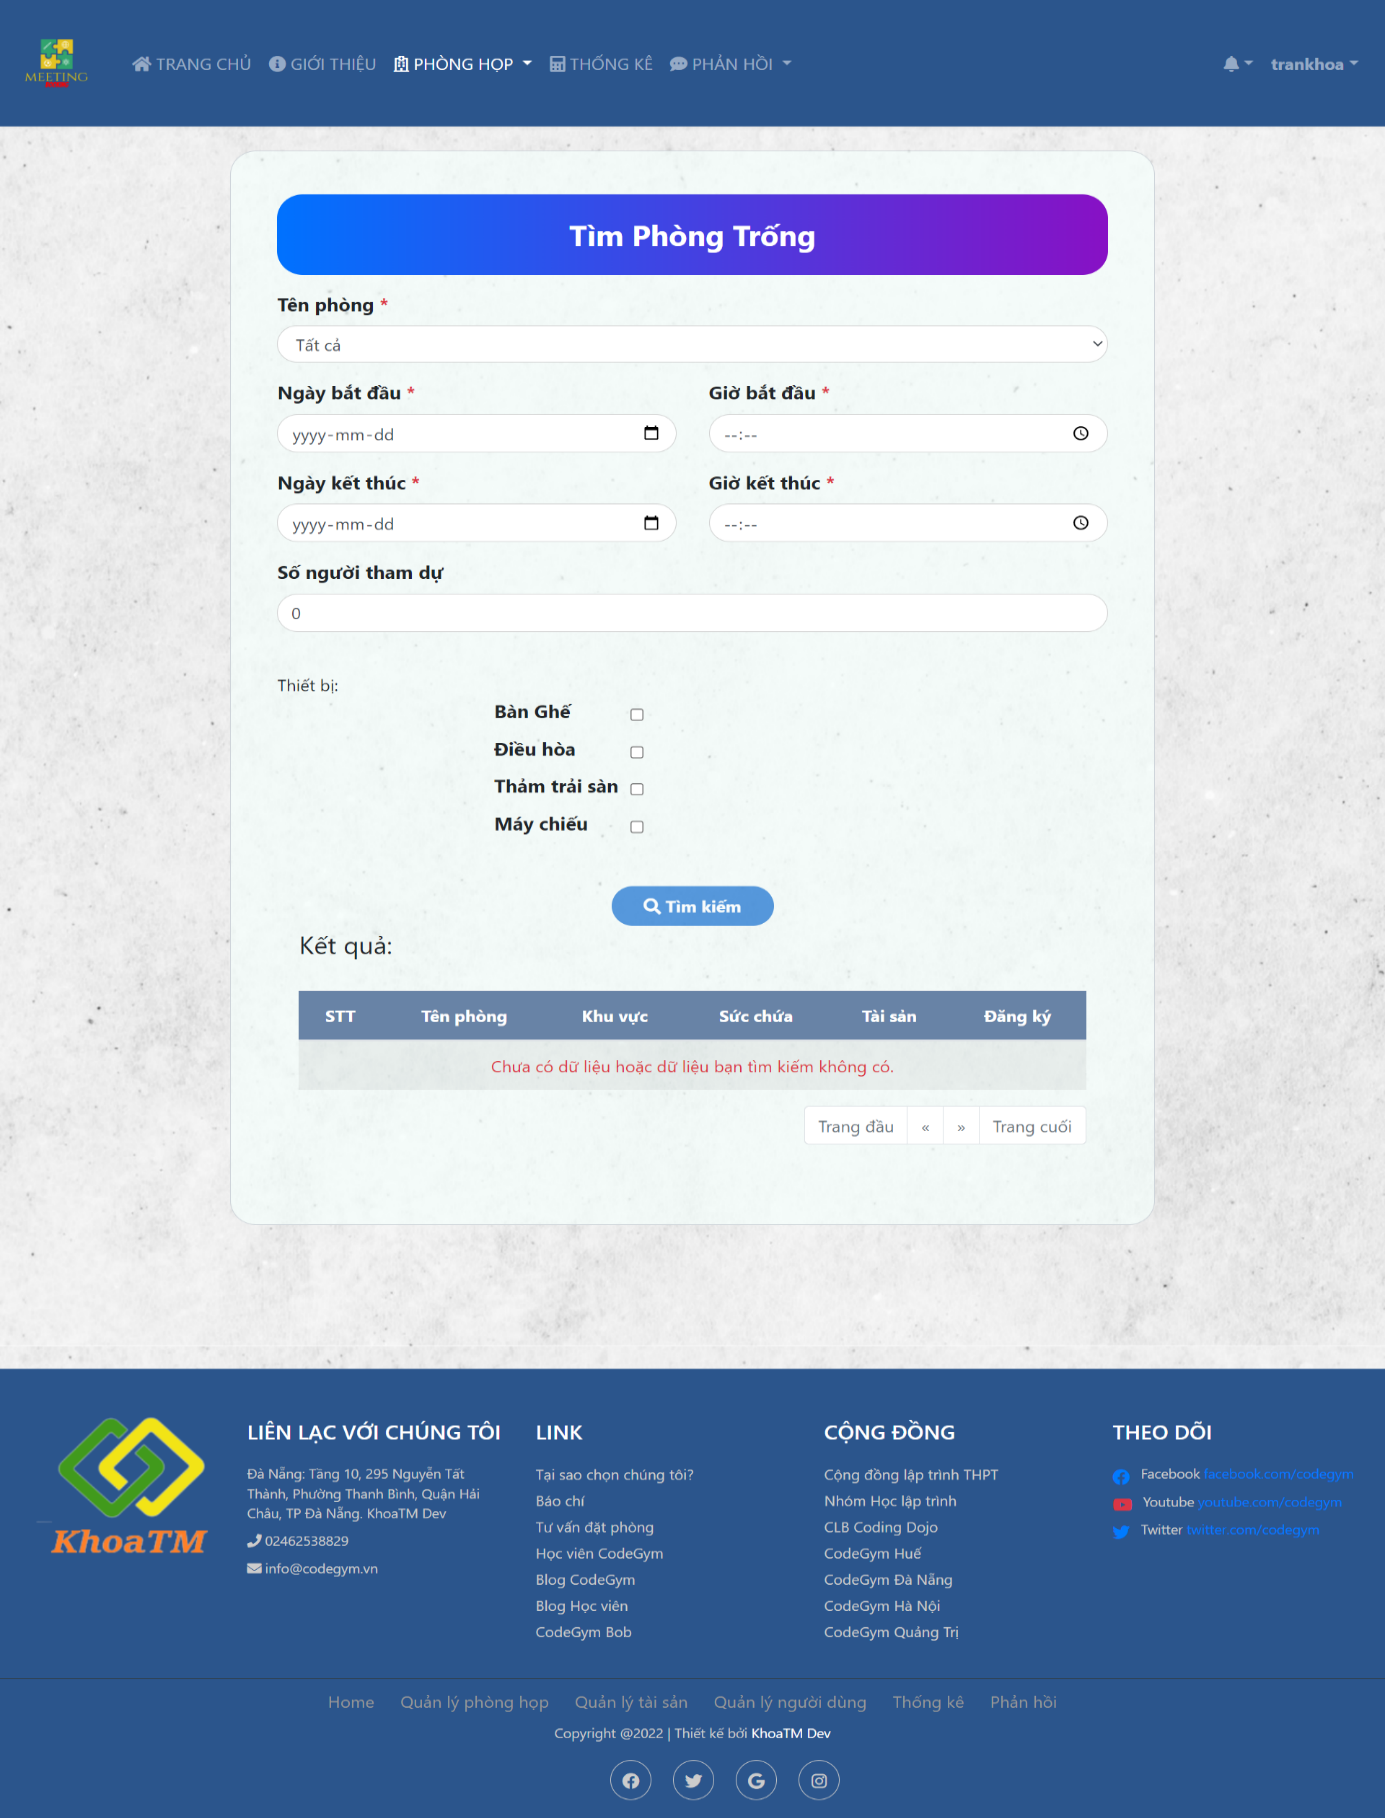 MEETING
TRANG CHỦ GIỚI THIỆU PHÒNG HỌP THỐNG KÊ PHẢN HỒI trankhoa
Tìm Phòng Trống
Tên phòng *
Tất cả
Ngày bắt đầu * Giờ bắt đầu *
yyyy-mm-dd --:--
Ngày kết thúc * Giờ kết thúc *
yyyy-mm-dd --:--
Số người tham dự
0
Thiết bị:
Bàn Ghế
Điều hòa
Thảm trải sàn
Máy chiếu
Tìm kiếm
Kết quả:
STT Tên phòng Khu vực Sức chứa Tài sản Đăng ký
Chưa có dữ liệu hoặc dữ liệu bạn tìm kiếm không có.
Trang đầu « » Trang cuối
KhoaTM
LIÊN LẠC VỚI CHÚNG TÔI
Đà Nẵng: Tầng 10, 295 Nguyễn Tất
Thành, Phường Thanh Bình, Quận Hải
Châu, TP Đà Nẵng. KhoaTM Dev
02462538829
info@codegym.vn
LINK
Tại sao chọn chúng tôi?
Báo chí
Tư vấn đặt phòng
Học viên CodeGym
Blog CodeGym
Blog Học viên
CodeGym Bob
CỘNG ĐỒNG
Cộng đồng lập trình THPT
Nhóm Học lập trình
CLB Coding Dojo
CodeGym Huế
CodeGym Đà Nẵng
CodeGym Hà Nội
CodeGym Quảng Trị
THEO DÕI
Facebook facebook.com/codegym
Youtube youtube.com/codegym
Twitter twitter.com/codegym
Home Quản lý phòng họp Quản lý tài sản Quản lý người dùng Thống kê Phản hồi
Copyright @2022 | Thiết kế bởi KhoaTM Dev